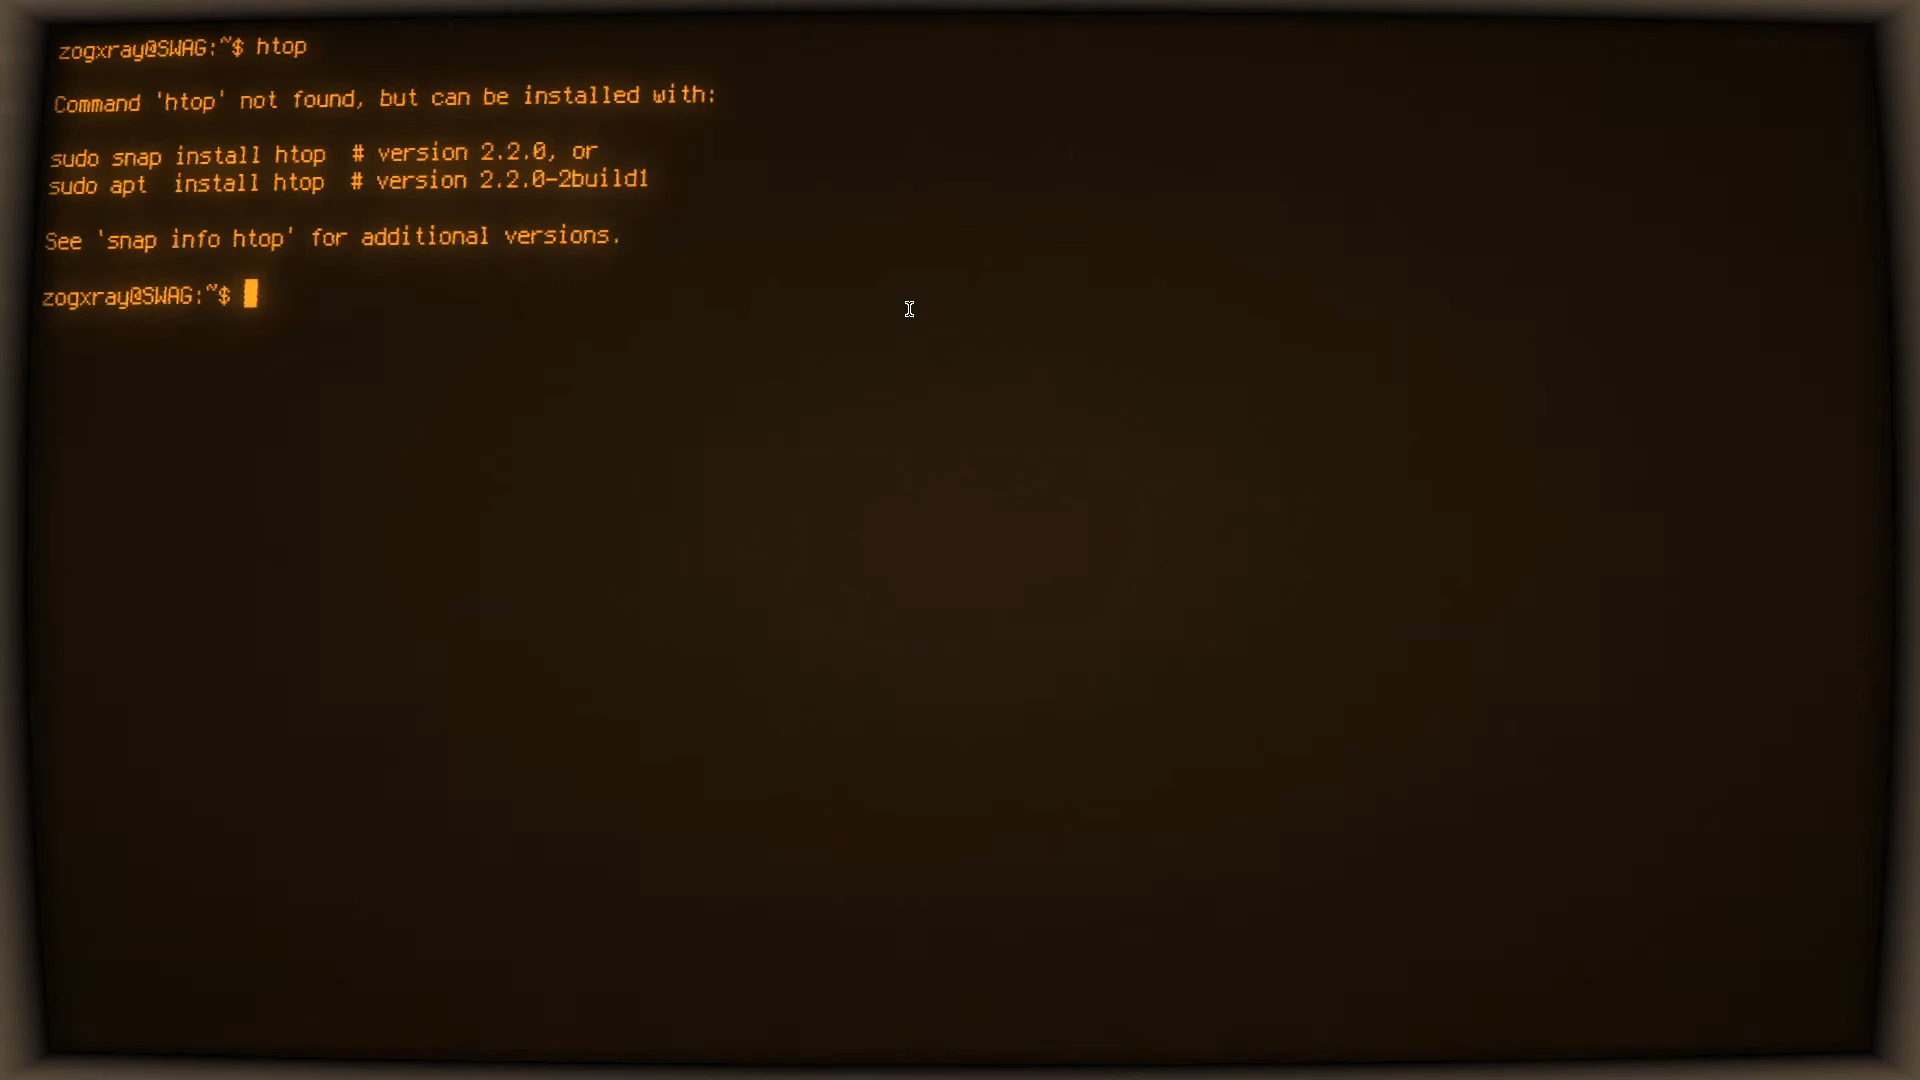 zogxray@SWAG:~$ htop
Command 'htop' not found, but can be installed with:
sudo snap install htop  # version 2.2.0, or
sudo apt  install htop  # version 2.2.0-2build1
See 'snap info htop' for additional versions.
zogxray@SWAG:~$